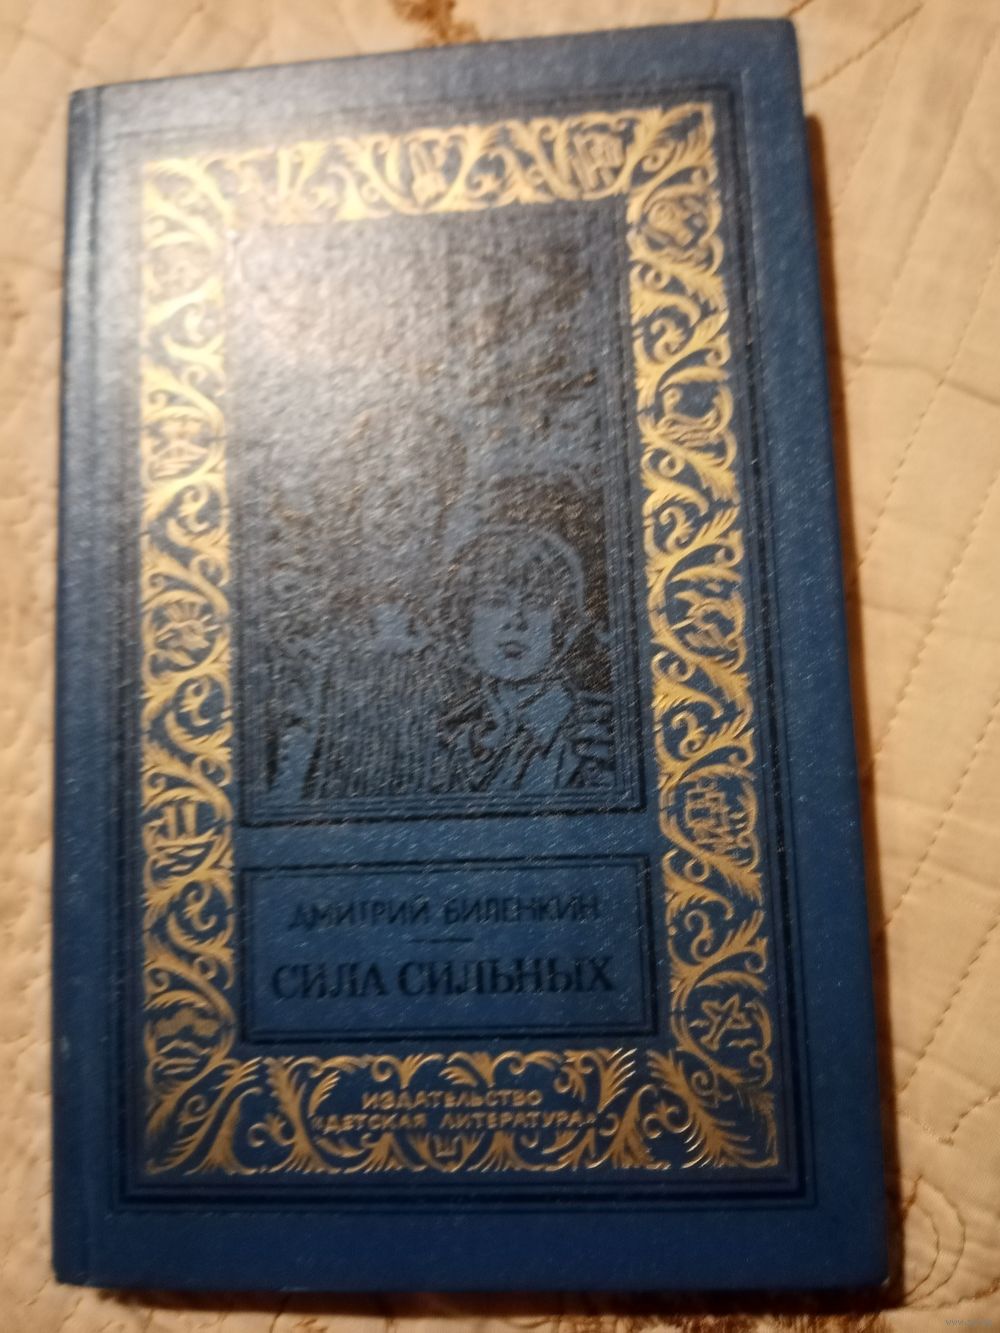 ДМИТРИЙ БИЛЕНКИН
СИЛА СИЛЬНЫХ
ИЗДАТЕЛЬСТВО
«ДЕТСКАЯ ЛИТЕРАТУРА»